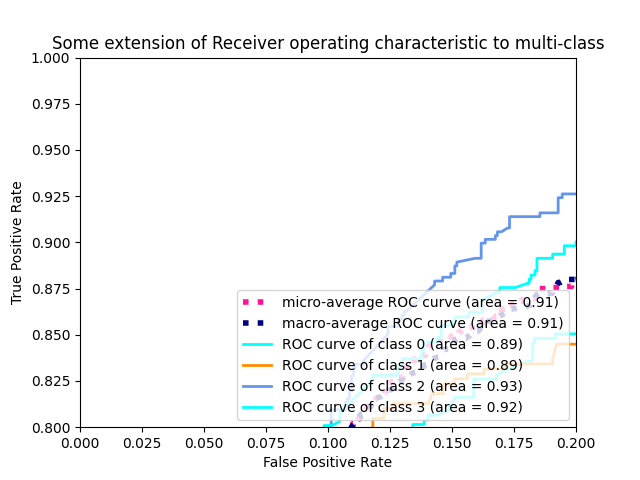 Some extension of Receiver operating characteristic to multi-class
True Positive Rate
1.000
0.975
0.950
0.925
0.900
0.875
0.850
0.825
0.800
micro-average ROC curve (area = 0.91)
macro-average ROC curve (area = 0.91)
ROC curve of class 0 (area = 0.89)
ROC curve of class 1 (area = 0.89)
ROC curve of class 2 (area = 0.93)
ROC curve of class 3 (area = 0.92)
0.000 0.025 0.050 0.075 0.100 0.125 0.150 0.175 0.200
False Positive Rate